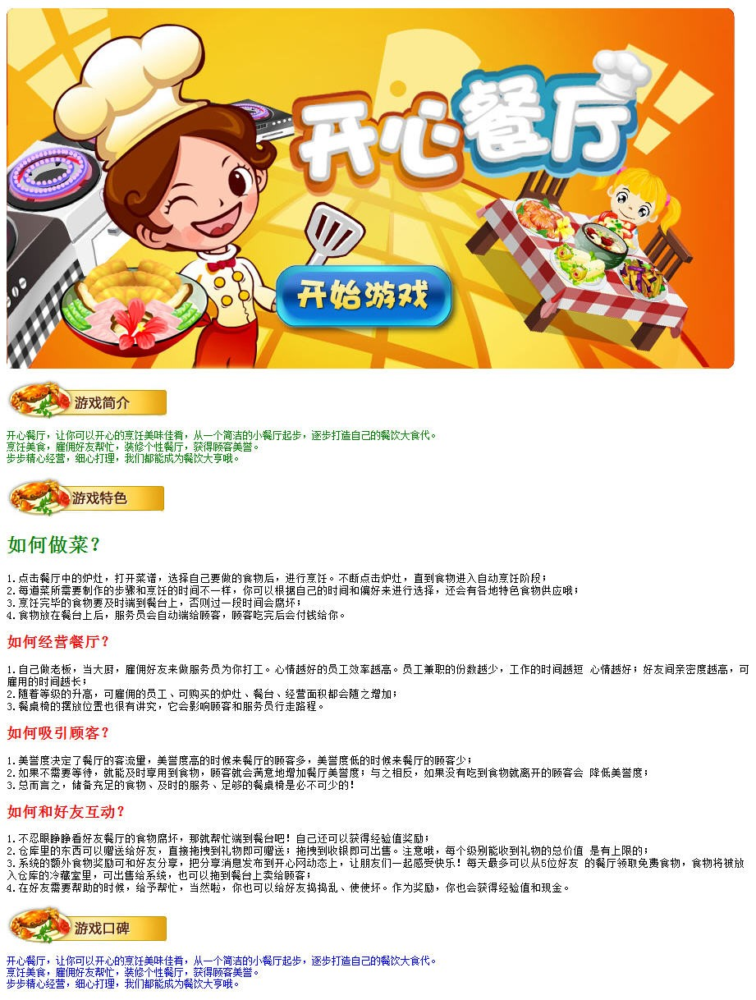 开心餐厅
开始游戏
游戏简介
开心餐厅，让你可以开心的烹饪美味佳肴，从一个简洁的小餐厅起步，逐步打造自己的餐饮大食代。
烹饪美食，雇佣好友帮忙，装修个性餐厅，获得顾客美誉。
步步精心经营，细心打理，我们都能成为餐饮大亨哦。
游戏特色
如何做菜？
1.点击餐厅中的炉灶，打开菜谱，选择自己要做的食物后，进行烹饪。不断点击炉灶，直到食物进入自动烹饪阶段；
2.每道菜所需要制作的步骤和烹饪的时间不一样，你可以根据自己的时间和偏好来进行选择，还会有各地特色食物供应哦；
3.烹饪完毕的食物要及时端到餐台上，否则过一段时间会腐坏；
4.食物放在餐台上后，服务员会自动端给顾客，顾客吃完后会付钱给你。
如何经营餐厅？
1.自己做老板，当大厨，雇佣好友来做服务员为你打工。心情越好的员工效率越高。员工兼职的份数越少，工作的时间越短 心情越好；好友间亲密度越高，可
雇用的时间越长；
2.随着等级的升高，可雇佣的员工、可购买的炉灶、餐台、经营面积都会随之增加；
3.餐桌椅的摆放位置也很有讲究，它会影响顾客和服务员行走路程。
如何吸引顾客？
1.美誉度决定了餐厅的客流量，美誉度高的时候来餐厅的顾客多，美誉度低的时候来餐厅的顾客少；
2.如果不需要等待，就能及时享用到食物，顾客就会满意地增加餐厅美誉度；与之相反，如果没有吃到食物就离开的顾客会 降低美誉度；
3.总而言之，储备充足的食物、及时的服务、足够的餐桌椅是必不可少的！
如何和好友互动？
1.不忍眼睁睁看好友餐厅的食物腐坏，那就帮忙端到餐台吧！自己还可以获得经验值奖励；
2.仓库里的东西可以赠送给好友，直接拖拽到礼物即可赠送；拖拽到收银即可出售。注意哦，每个级别能收到礼物的总价值 是有上限的；
3.系统的额外食物奖励可和好友分享，把分享消息发布到开心网动态上，让朋友们一起感受快乐！每天最多可以从5位好友 的餐厅领取免费食物，食物将被放
入仓库的冷藏室里，可出售给系统，也可以拖到餐台上卖给顾客；
4.在好友需要帮助的时候，给予帮忙，当然啦，你也可以给好友捣捣乱、使使坏。作为奖励，你也会获得经验值和现金。
游戏口碑
开心餐厅，让你可以开心的烹饪美味佳肴，从一个简洁的小餐厅起步，逐步打造自己的餐饮大食代。
烹饪美食，雇佣好友帮忙，装修个性餐厅，获得顾客美誉。
步步精心经营，细心打理，我们都能成为餐饮大亨哦。